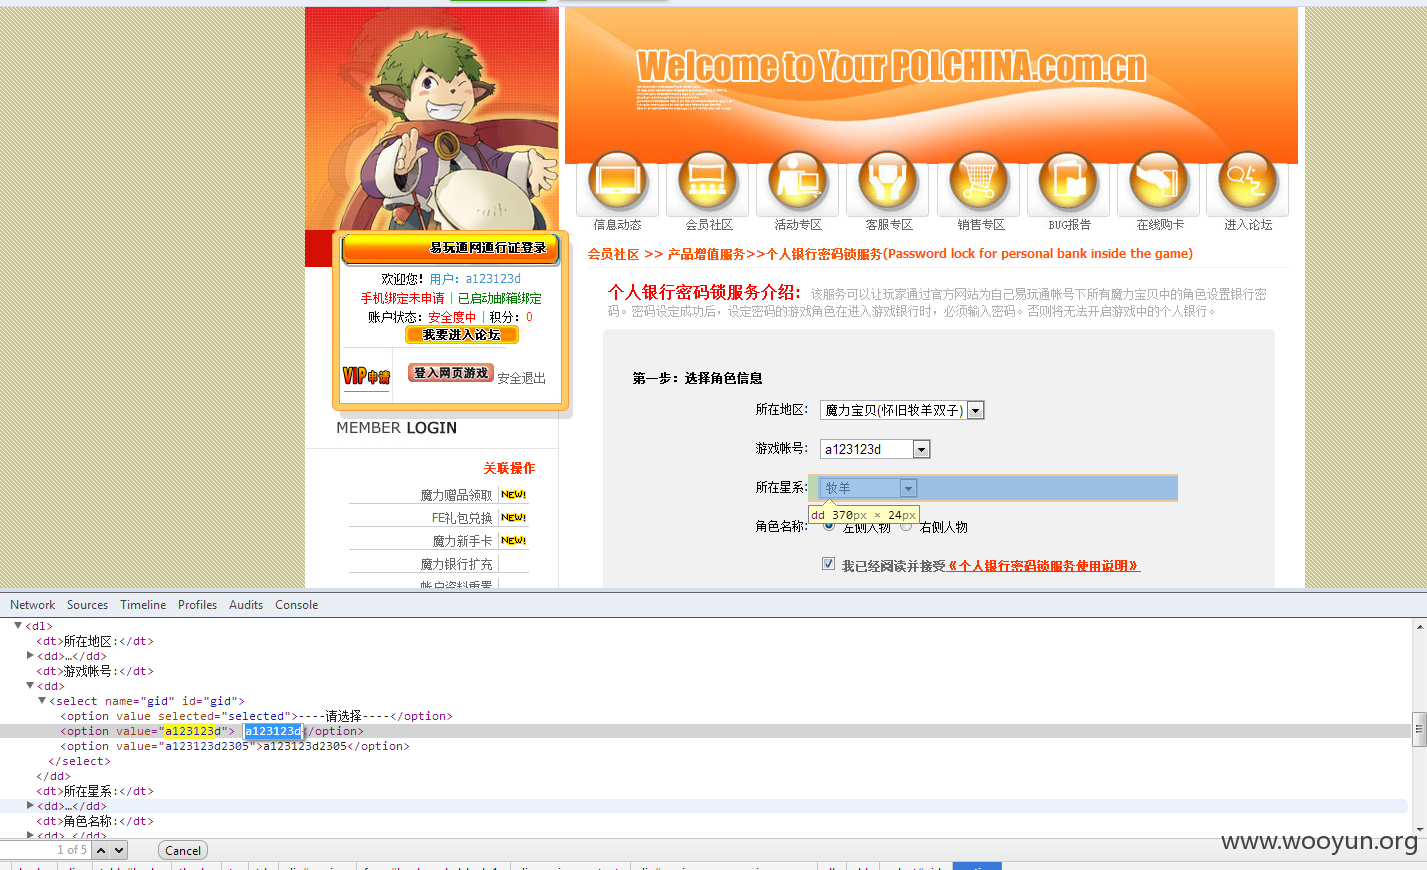 Welcome to Your POLCHINA.com.cn
信息动态
会员社区
活动专区
客服专区
销售专区
BUG报告
在线购卡
进入论坛
易玩通网通行证登录
欢迎您! 用户: a123123d
手机绑定未申请 | 已启动邮箱绑定
账户状态: 安全度中 | 积分: 0
我要进入论坛
VIP申请
登入网页游戏 安全退出
MEMBER LOGIN
关联操作
魔力赠品领取 NEW!
FE礼包兑换 NEW!
魔力新手卡 NEW!
魔力银行扩充
帐户资料重置
会员社区 >> 产品增值服务>>个人银行密码锁服务(Password lock for personal bank inside the game)
个人银行密码锁服务介绍: 该服务可以让玩家通过官方网站为自己易玩通帐号下所有魔力宝贝中的角色设置银行密
码。密码设定成功后，设定密码的游戏角色在进入游戏银行时，必须输入密码。否则将无法开启游戏中的个人银行。
第一步: 选择角色信息
所在地区: 魔力宝贝(怀旧牧羊双子)
游戏帐号: a123123d
所在星系: 牧羊
dd 370px × 24px
角色名称: 左侧人物 右侧人物
我已经阅读并接受《个人银行密码锁服务使用说明》
Network Sources Timeline Profiles Audits Console
<dl>
<dt>所在地区:</dt>
<dd>…</dd>
<dt>游戏帐号:</dt>
<dd>
<select name="gid" id="gid">
<option value selected="selected">----请选择----</option>
<option value="a123123d"> a123123d</option>
<option value="a123123d2305">a123123d2305</option>
</select>
</dd>
<dt>所在星系:</dt>
<dd>…</dd>
<dt>角色名称:</dt>
<dd>…</dd>
1 of 5 Cancel
www.wooyun.org